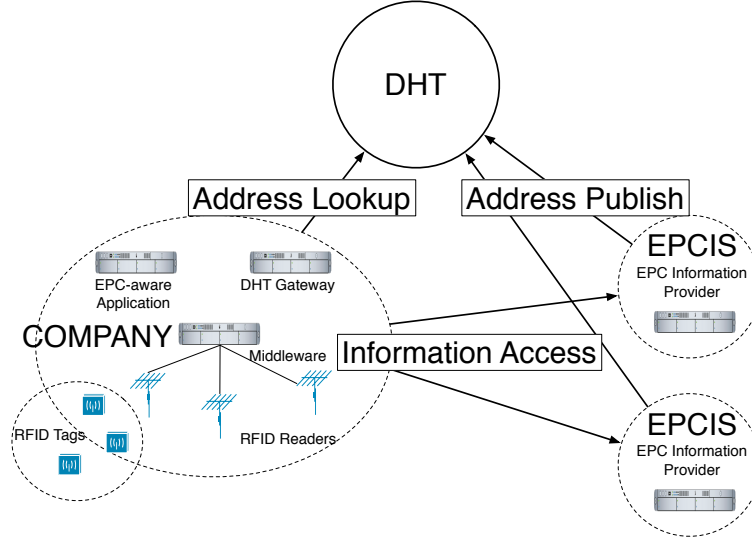 DHT
Address Lookup
Address Publish
EPCIS
EPC Information
Provider
EPC-aware
Application
DHT Gateway
COMPANY
Middleware
Information Access
RFID Tags
RFID Readers
EPCIS
EPC Information
Provider